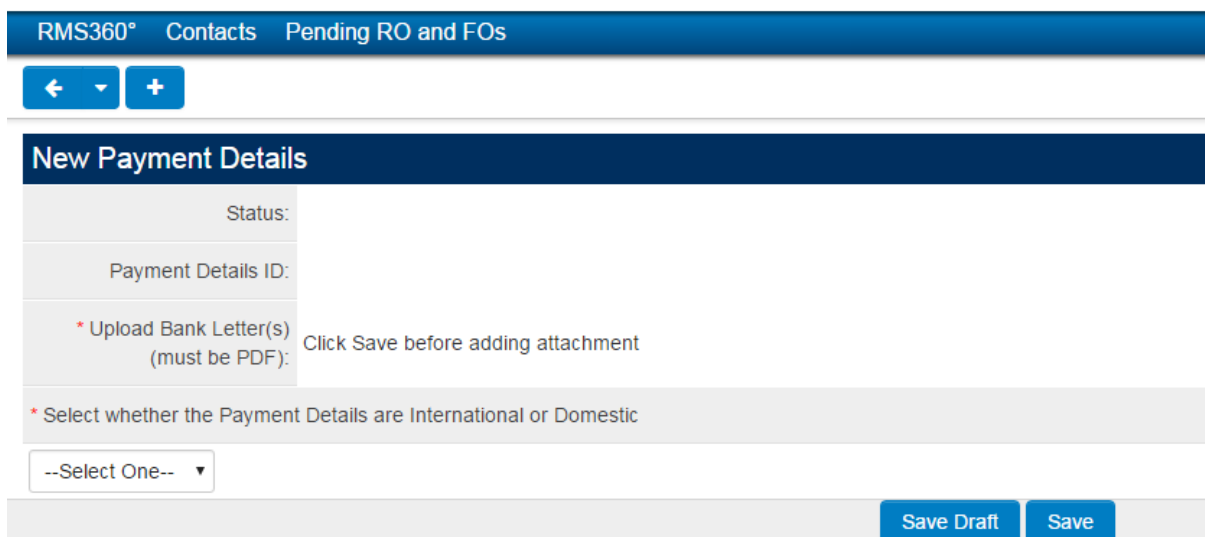 RMS360° Contacts Pending RO and FOs
New Payment Details
Status:
Payment Details ID:
* Upload Bank Letter(s)
(must be PDF):
Click Save before adding attachment
* Select whether the Payment Details are International or Domestic
--Select One--
Save Draft Save